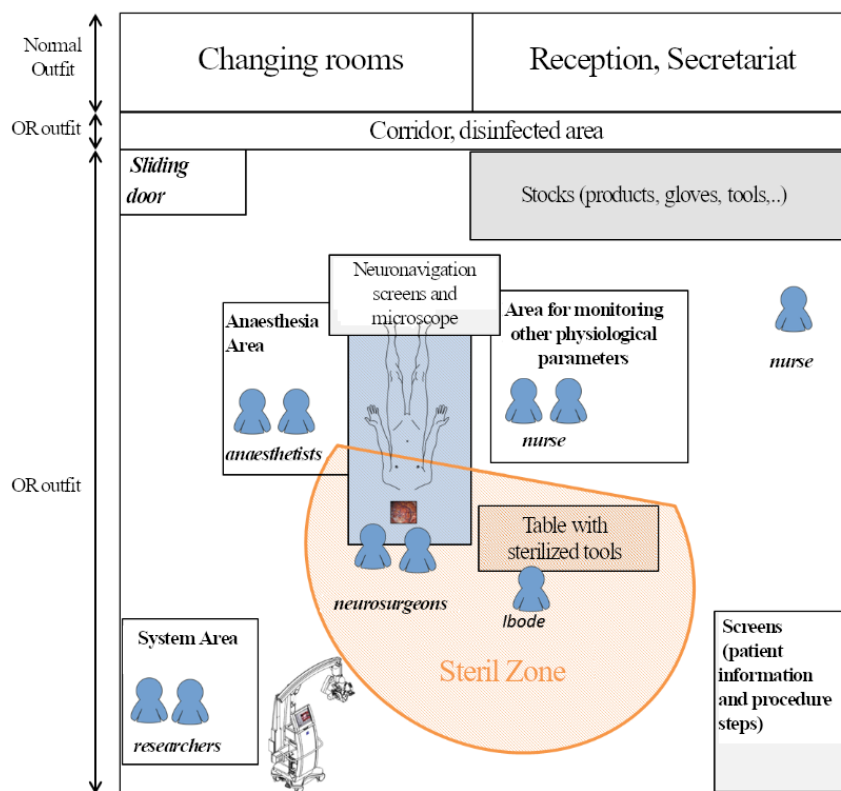 Normal
Outfit
Changing rooms
Reception, Secretariat
OR outfit
Corridor, disinfected area
Sliding
door
Stocks (products, gloves, tools,..)
Neuronavigation
screens and
microscope
Anaesthesia
Area
Area for monitoring
other physiological
parameters
nurse
anaesthetists
nurse
OR outfit
Table with
sterilized tools
neurosurgeons
Ibode
System Area
Steril Zone
Screens
(patient
information
and procedure
steps)
researchers